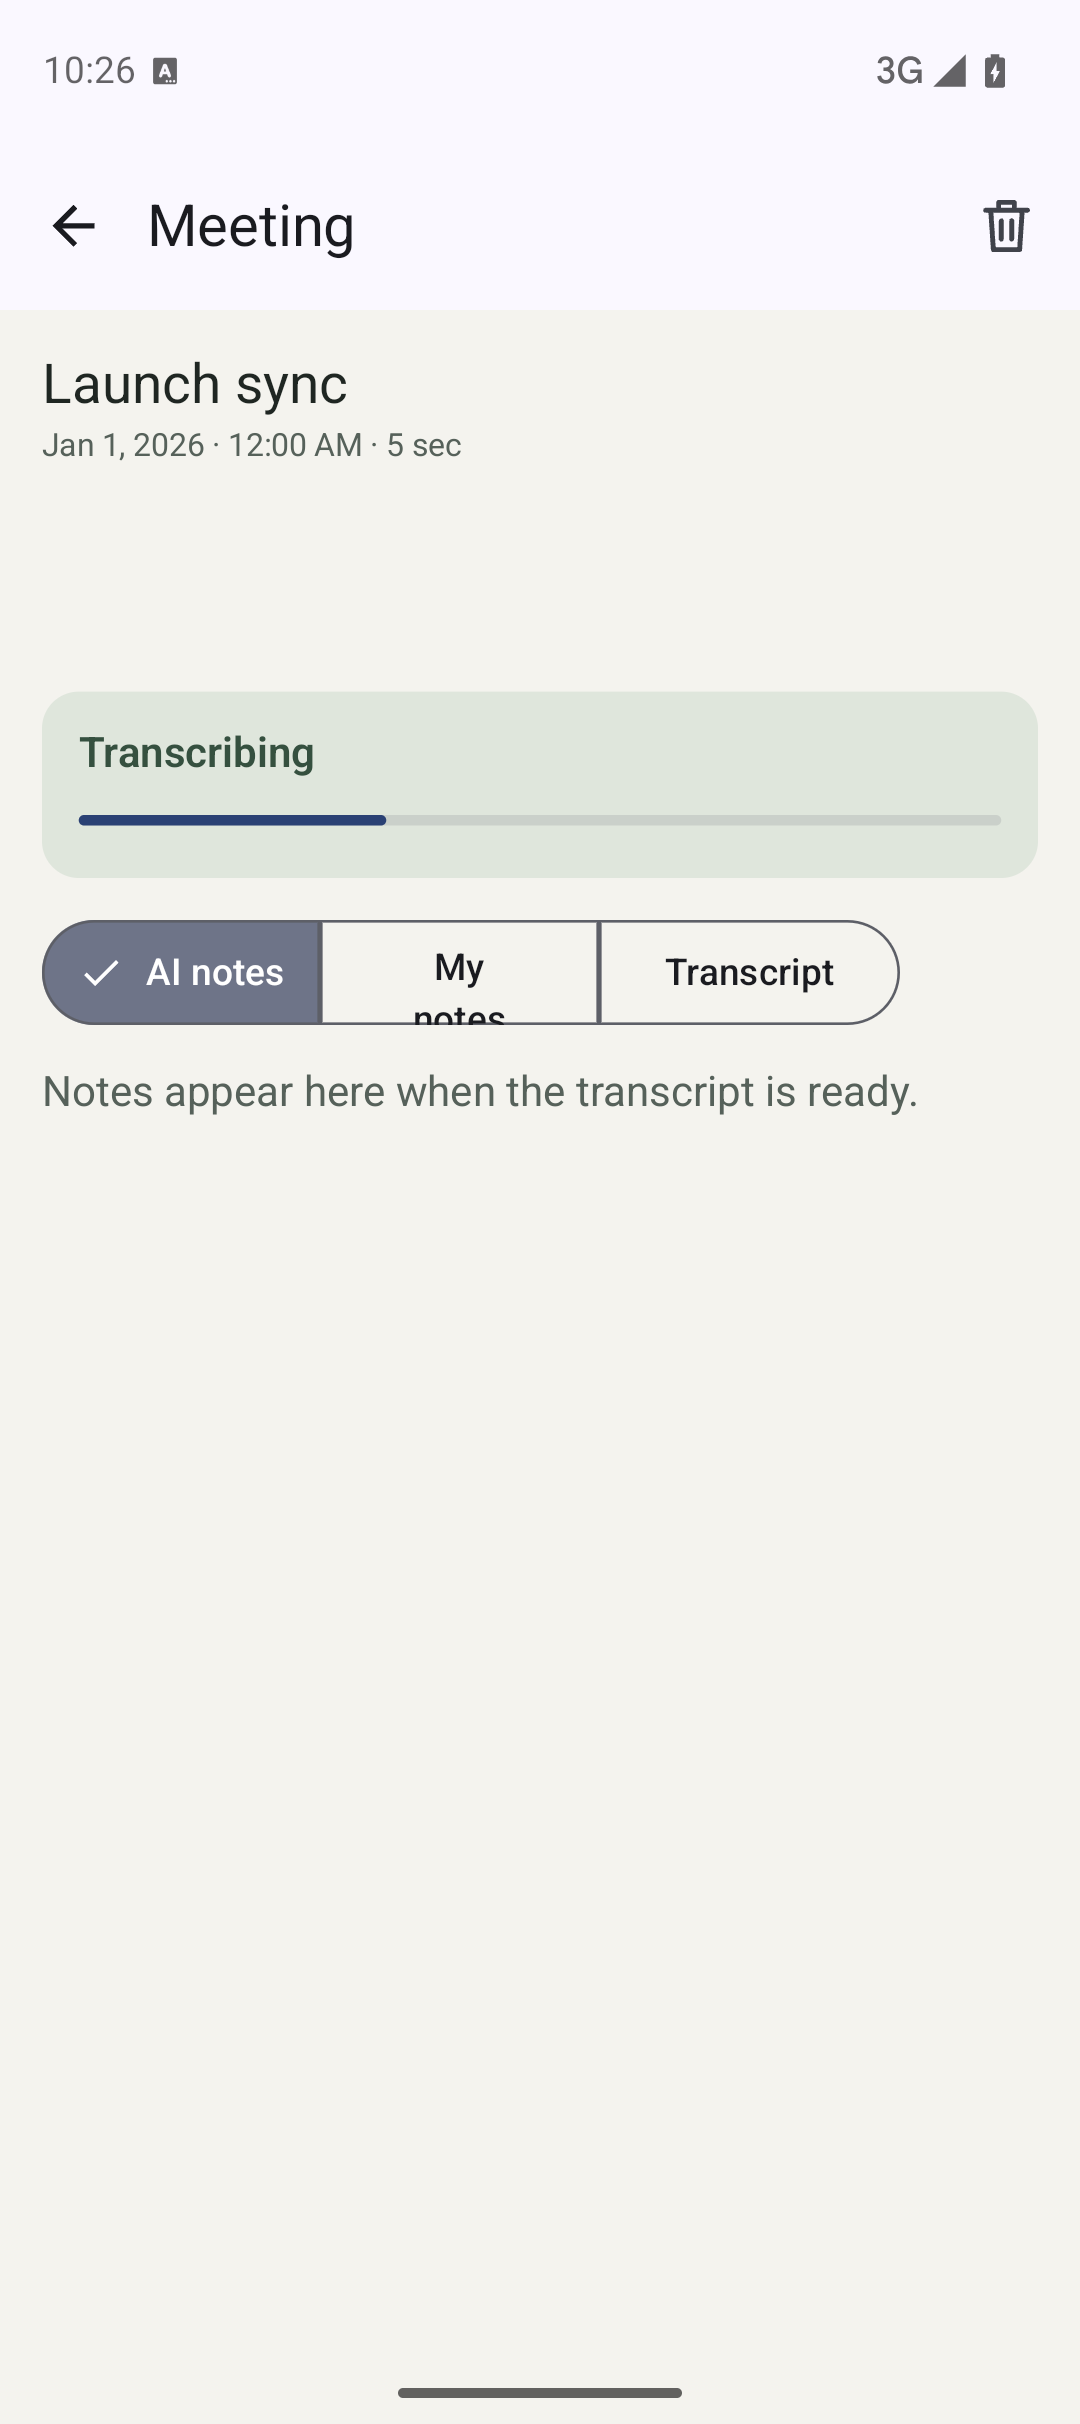 10:26
3G
Meeting
Launch sync
Jan 1, 2026 · 12:00 AM · 5 sec
Transcribing
AI notes
My
notes
Transcript
Notes appear here when the transcript is ready.